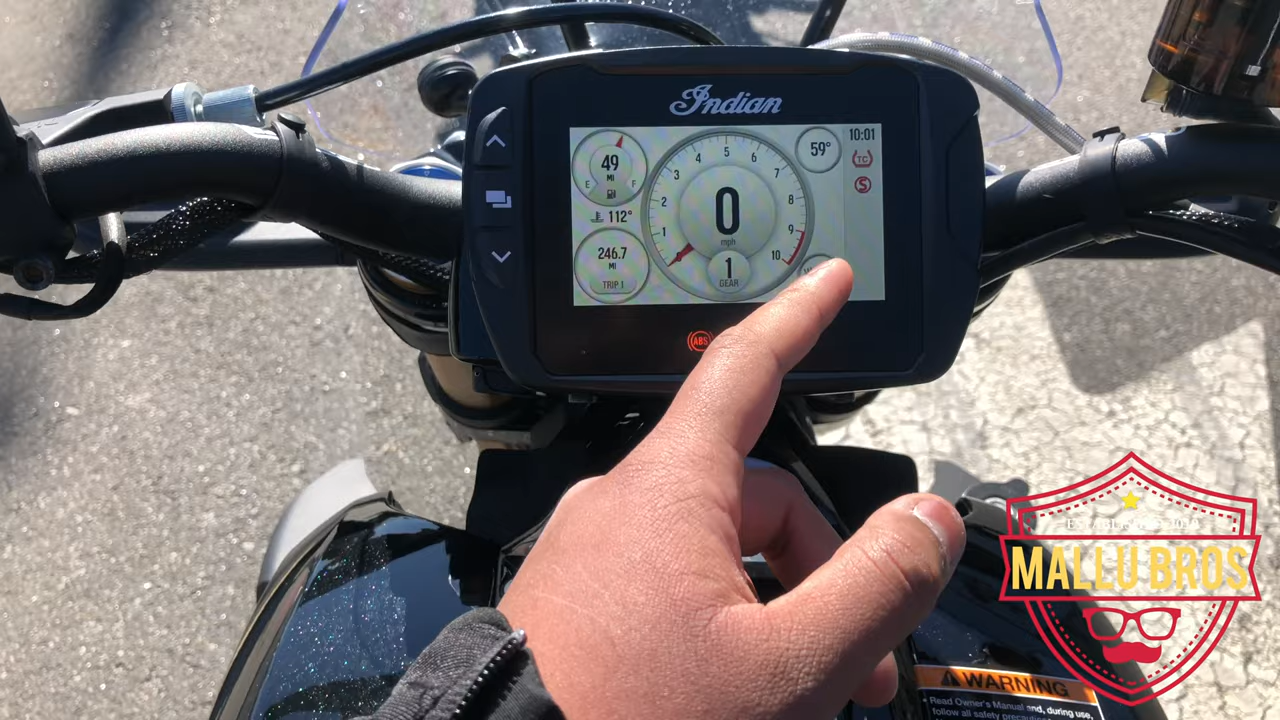 Indian
49
MI
E F
112°
246.7
MI
TRIP 1
1
2
3
4
5
6
7
8
9
10
0
mph
1
GEAR
59°
10:01
TC
S
ABS
ESTABLISHED 2019
MALLU BROS
WARNING
Read Owner's Manual and, during use,
follow all safety